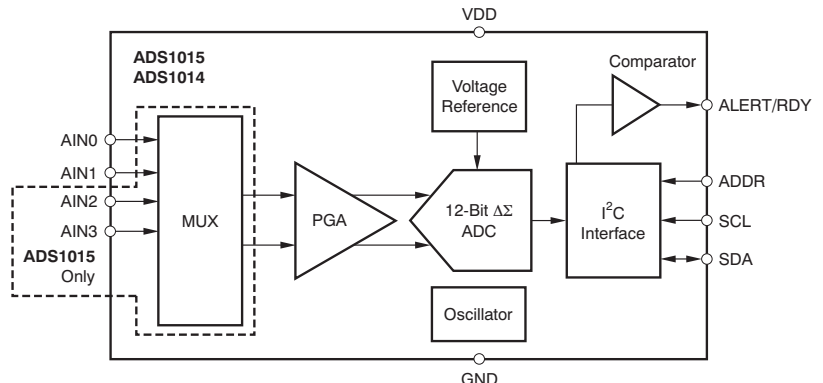 VDD
ADS1015
ADS1014
Comparator
Voltage
Reference
ALERT/RDY
AIN0
AIN1
AIN2
AIN3
ADS1015
Only
MUX
PGA
12-Bit ΔΣ
ADC
I²C
Interface
ADDR
SCL
SDA
Oscillator
GND